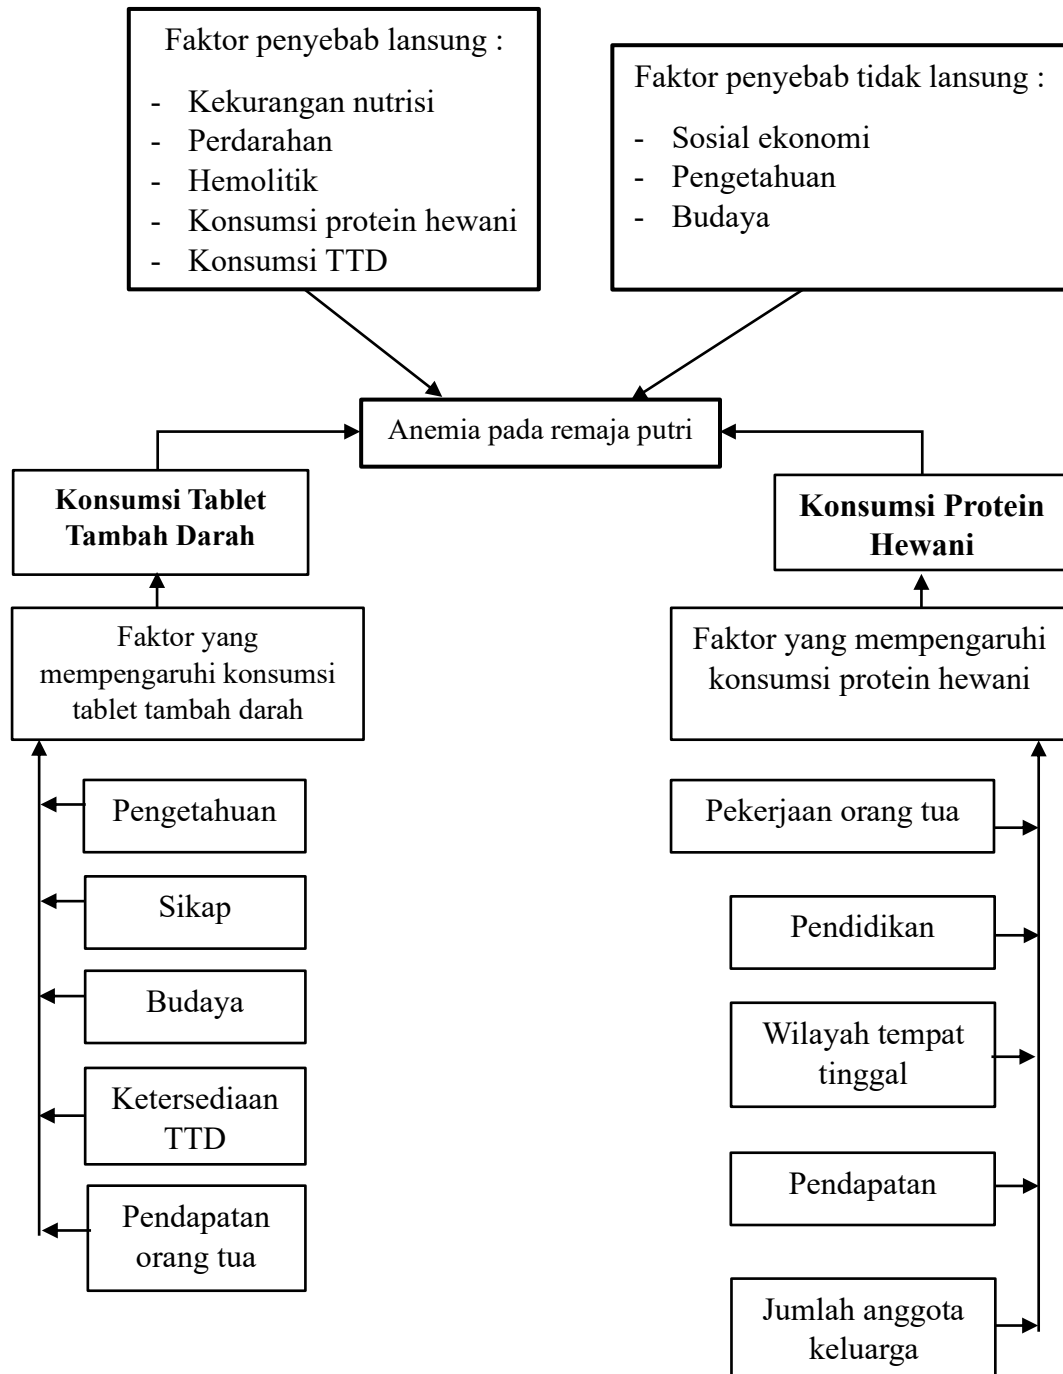 Faktor penyebab lansung :
- Kekurangan nutrisi
- Perdarahan
- Hemolitik
- Konsumsi protein hewani
- Konsumsi TTD
Faktor penyebab tidak lansung :
- Sosial ekonomi
- Pengetahuan
- Budaya
Anemia pada remaja putri
Konsumsi Tablet
Tambah Darah
Konsumsi Protein
Hewani
Faktor yang
mempengaruhi konsumsi
tablet tambah darah
Faktor yang mempengaruhi
konsumsi protein hewani
Pengetahuan
Sikap
Budaya
Ketersediaan
TTD
Pendapatan
orang tua
Pekerjaan orang tua
Pendidikan
Wilayah tempat
tinggal
Pendapatan
Jumlah anggota
keluarga